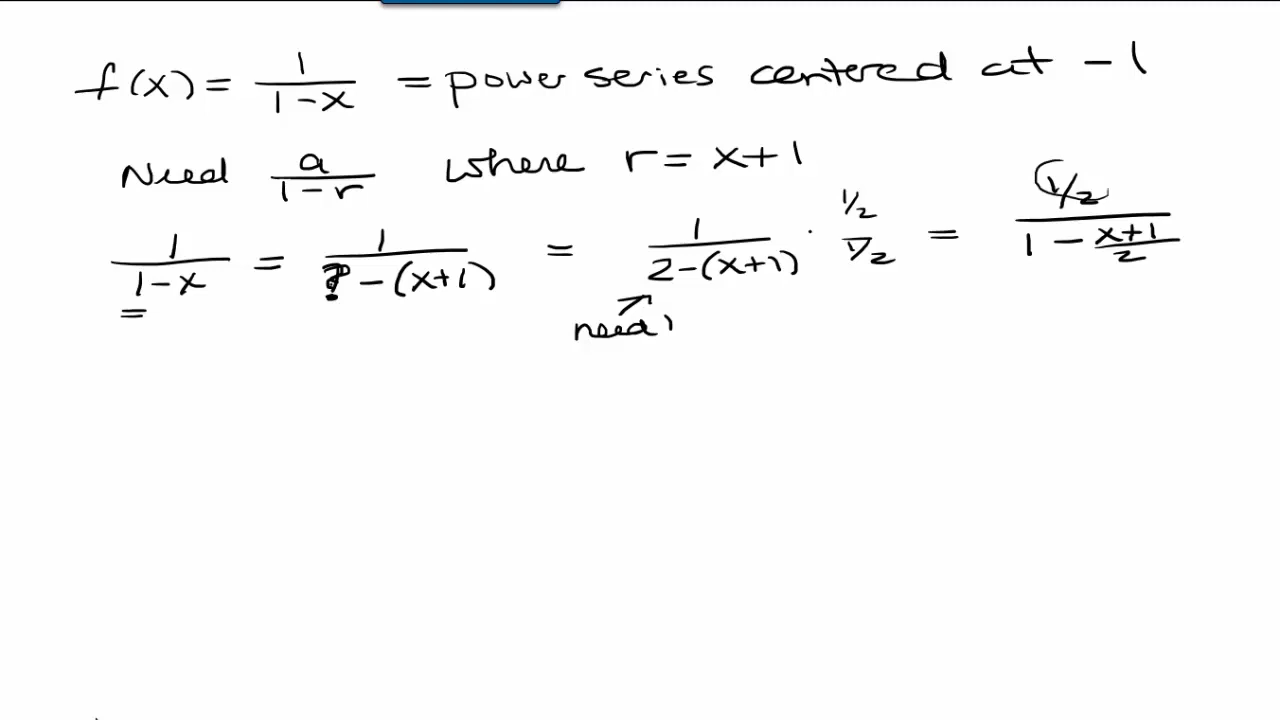 f(x) = 1/(1-x) = power series centered at -1
Need a/(1-r) where r = x+1
1/(1-x) = 1/(?-(x+1)) = 1/(2-(x+1)) · (1/2)/(1/2) = (1/2)/(1 - (x+1)/2)
=
need 1